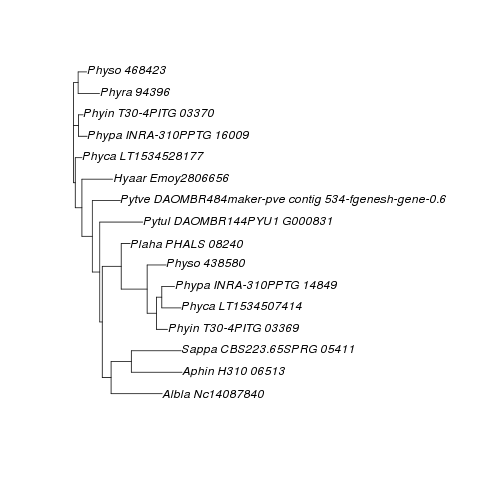 Physo 468423
Phyra 94396
Phyin T30-4PITG 03370
Phypa INRA-310PPTG 16009
Phyca LT1534528177
Hyaar Emoy2806656
Pytve DAOMBR484maker-pve contig 534-fgenesh-gene-0.6
Pytul DAOMBR144PYU1 G000831
Plaha PHALS 08240
Physo 438580
Phypa INRA-310PPTG 14849
Phyca LT1534507414
Phyin T30-4PITG 03369
Sappa CBS223.65SPRG 05411
Aphin H310 06513
Albla Nc14087840